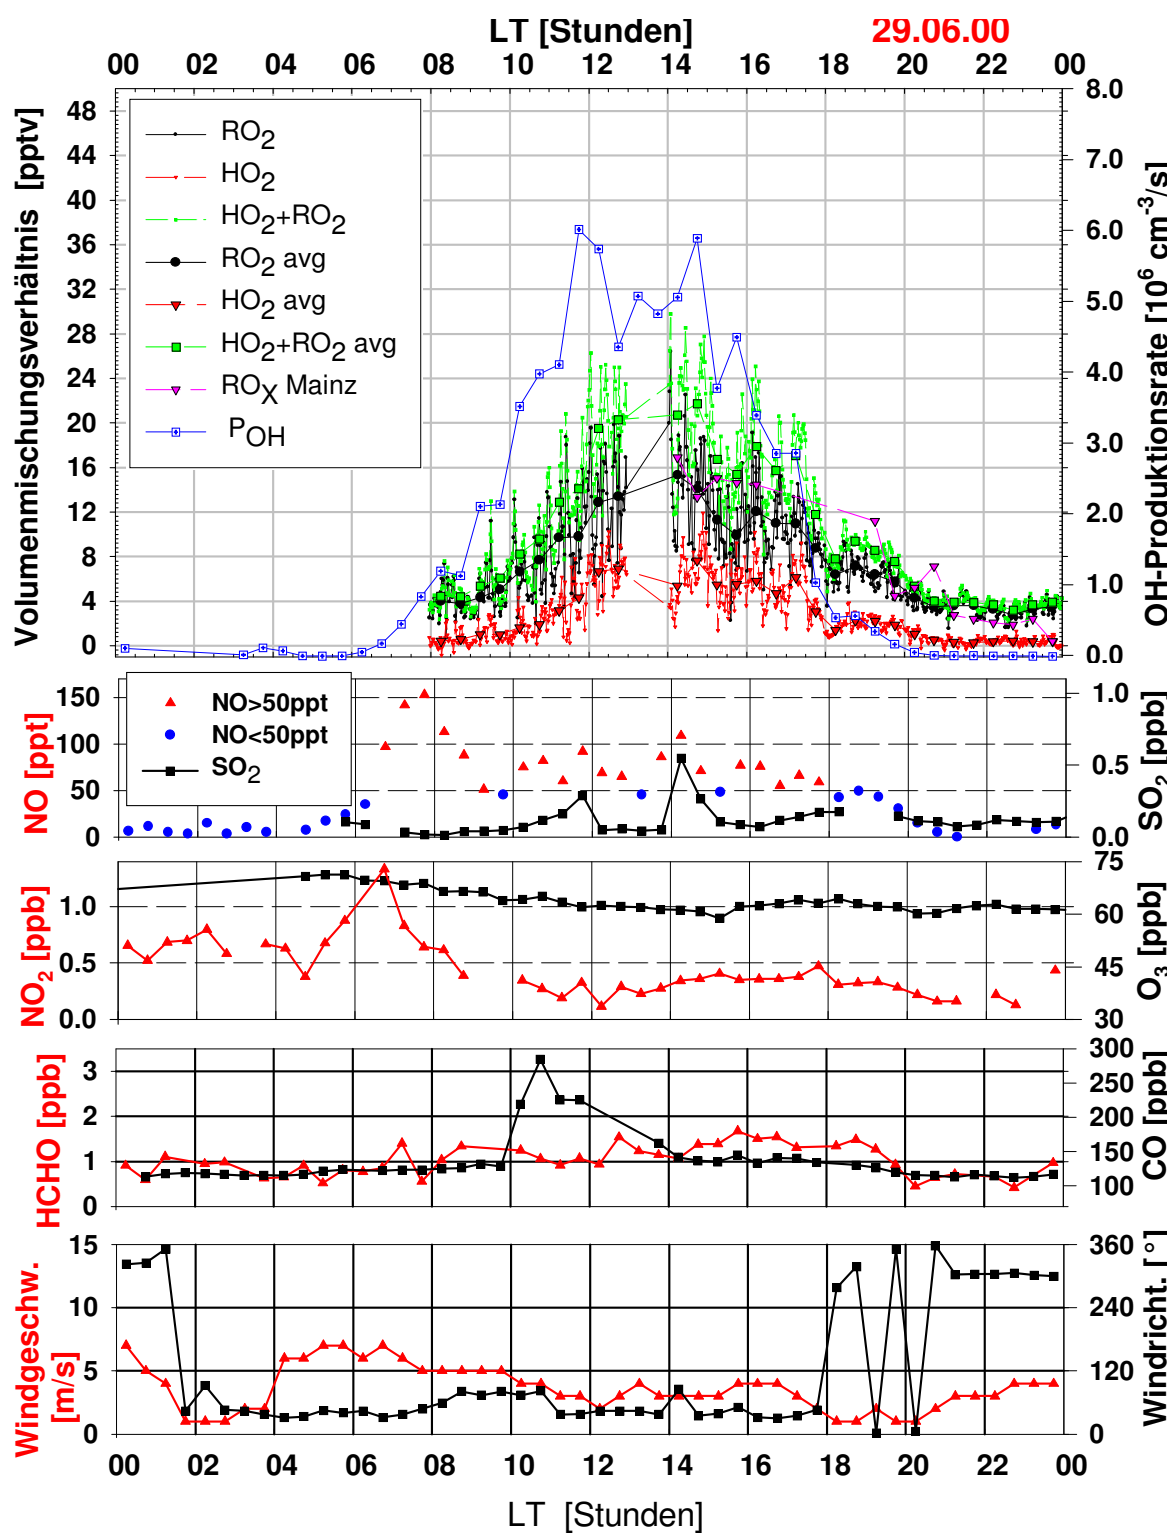 LT [Stunden] 29.06.00
00 02 04 06 08 10 12 14 16 18 20 22 00
Volumenmischungsverhältnis [pptv]
48
44
40
36
32
28
24
20
16
12
8
4
0
RO2
HO2
HO2+RO2
RO2 avg
HO2 avg
HO2+RO2 avg
ROX Mainz
POH
8.0
7.0
6.0
5.0
4.0
3.0
2.0
1.0
0.0
OH-Produktionsrate [10⁶ cm⁻³/s]
NO [ppt]
150
100
50
0
NO>50ppt
NO<50ppt
SO2
1.0
0.5
0.0
SO2 [ppb]
NO2 [ppb]
1.0
0.5
0.0
75
60
45
30
O3 [ppb]
HCHO [ppb]
3
2
1
0
300
250
200
150
100
CO [ppb]
Windgeschw.
[m/s]
15
10
5
0
360
240
120
0
Windricht. [°]
00 02 04 06 08 10 12 14 16 18 20 22 00
LT [Stunden]